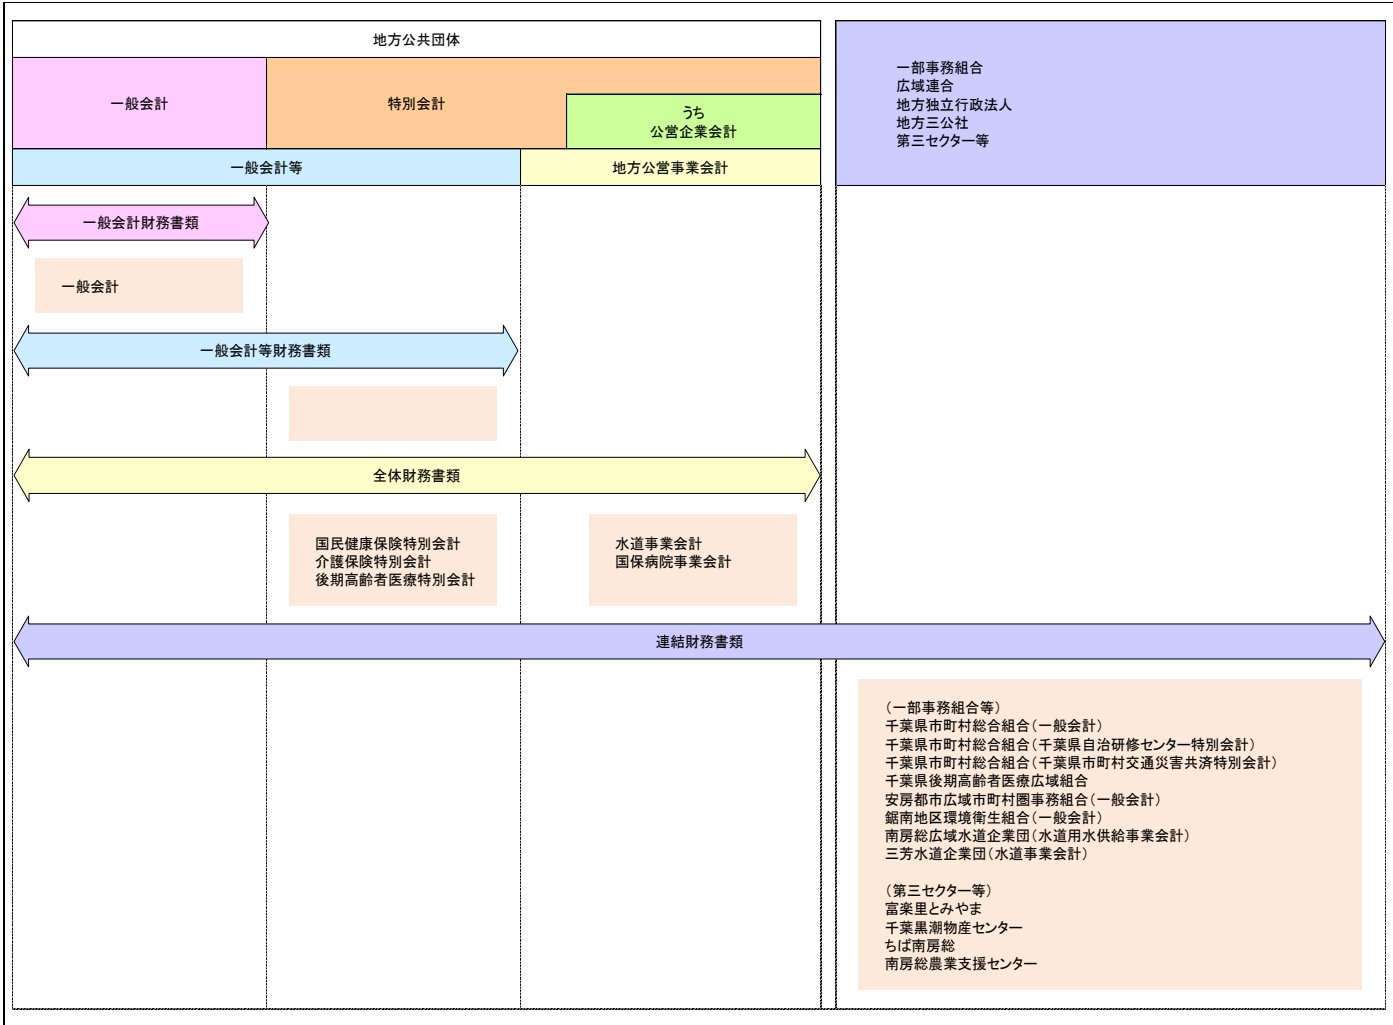 地方公共団体
一般会計
特別会計
うち
公営企業会計
一般会計等
地方公営事業会計
一部事務組合
広域連合
地方独立行政法人
地方三公社
第三セクター等
一般会計財務書類
一般会計
一般会計等財務書類
全体財務書類
国民健康保険特別会計
介護保険特別会計
後期高齢者医療特別会計
水道事業会計
国保病院事業会計
連結財務書類
（一部事務組合等）
千葉県市町村総合組合（一般会計）
千葉県市町村総合組合（千葉県自治研修センター特別会計）
千葉県市町村総合組合（千葉県市町村交通災害共済特別会計）
千葉県後期高齢者医療広域組合
安房都市広域市町村圏事務組合（一般会計）
鋸南地区環境衛生組合（一般会計）
南房総広域水道企業団（水道用水供給事業会計）
三芳水道企業団（水道事業会計）
（第三セクター等）
富楽里とみやま
千葉黒潮物産センター
ちば南房総
南房総農業支援センター